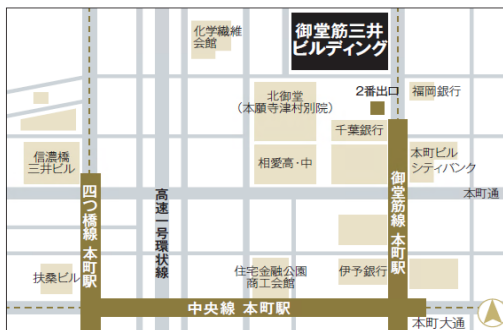 化学繊維
会館
御堂筋三井
ビルディング
2番出口
福岡銀行
北御堂
(本願寺津村別院)
千葉銀行
信濃橋
三井ビル
相愛高・中
本町ビル
シティバンク
四つ橋線 本町駅
高速一号環状線
御堂筋線 本町駅
本町通
扶桑ビル
住宅金融公園
商工会館
伊予銀行
中央線 本町駅
本町大通